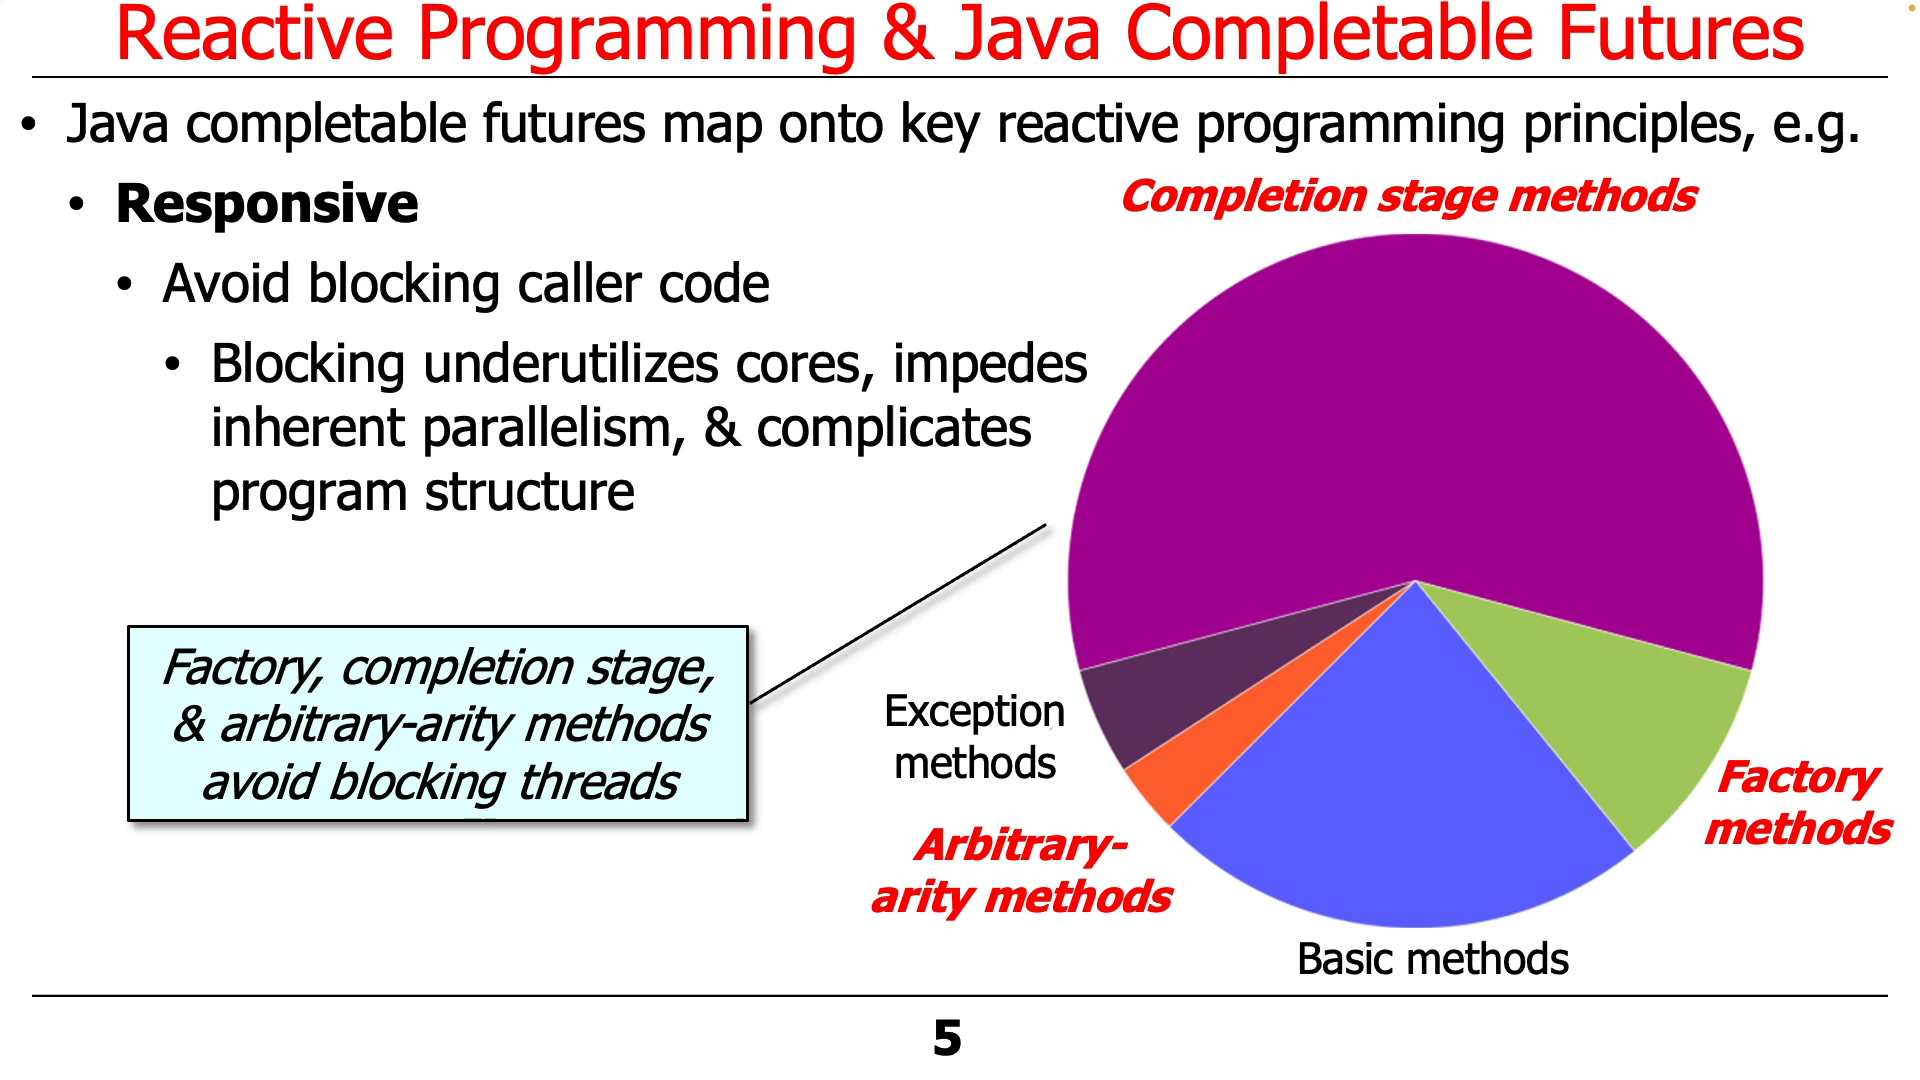 Reactive Programming & Java Completable Futures
• Java completable futures map onto key reactive programming principles, e.g.
• Responsive
• Avoid blocking caller code
• Blocking underutilizes cores, impedes
inherent parallelism, & complicates
program structure
Factory, completion stage,
& arbitrary-arity methods
avoid blocking threads
Completion stage methods
Exception
methods
Arbitrary-
arity methods
Basic methods
Factory
methods
5